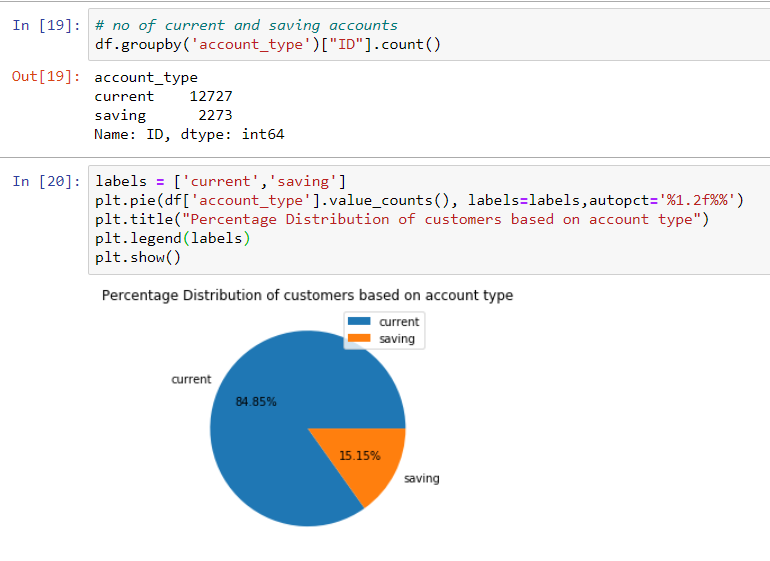 In [19]: # no of current and saving accounts
df.groupby('account_type')["ID"].count()
Out[19]: account_type
current    12727
saving      2273
Name: ID, dtype: int64
In [20]: labels = ['current','saving']
plt.pie(df['account_type'].value_counts(), labels=labels,autopct='%1.2f%%')
plt.title("Percentage Distribution of customers based on account type")
plt.legend(labels)
plt.show()
Percentage Distribution of customers based on account type
current
saving
current
84.85%
15.15%
saving